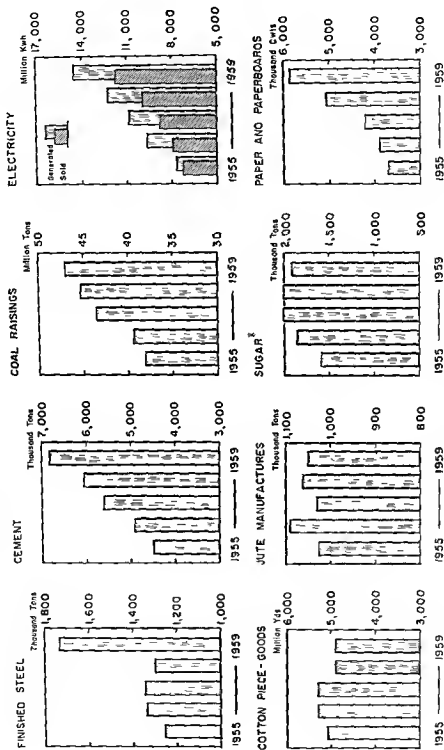 FINISHED STEEL
Thousand Tons
1,800
1,600
1,400
1,200
1,000
1955 1959
CEMENT
Thousand Tons
7,000
6,000
5,000
4,000
3,000
1955 1959
COAL RAISINGS
Million Tons
50
45
40
35
30
1955 1959
ELECTRICITY
Million Kwh
17,000
14,000
11,000
8,000
5,000
Generated
Sold
1955 1959
COTTON PIECE-GOODS
Million Yds
6,000
5,000
4,000
3,000
1955 1959
JUTE MANUFACTURES
Thousand Tons
1,100
1,000
900
800
1955 1959
SUGAR
Thousand Tons
2,000
1,500
1,000
500
1955 1959
PAPER AND PAPERBOARDS
Thousand Cwts
6,000
5,000
4,000
3,000
1955 1959